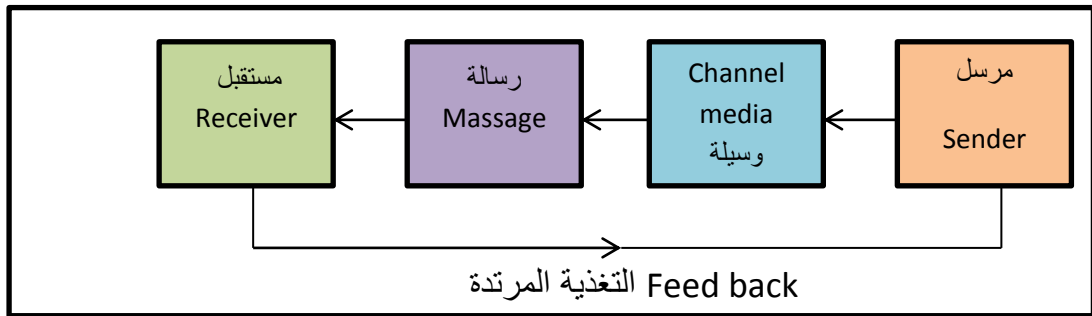 مرسل
Sender
Channel
media
وسيلة
رسالة
Massage
مستقبل
Receiver
Feed back التغذية المرتدة